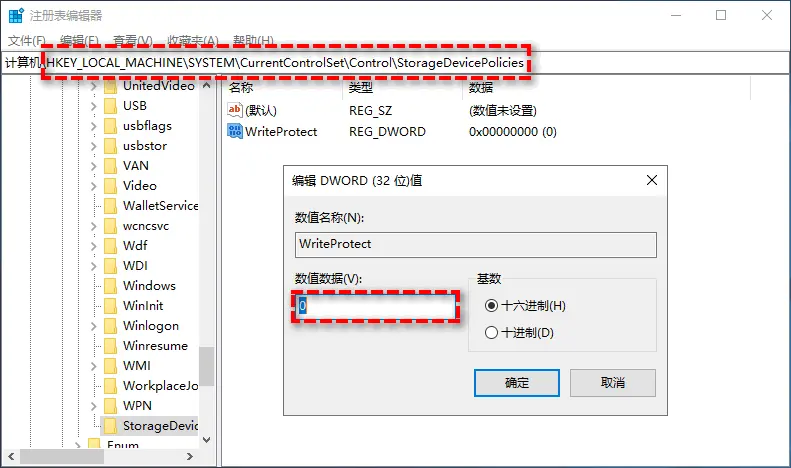 注册表编辑器
文件(F) 编辑(E) 查看(V) 收藏夹(A) 帮助(H)
计算机\HKEY_LOCAL_MACHINE\SYSTEM\CurrentControlSet\Control\StorageDevicePolicies
名称 类型 数据
UnitedVideo
USB
usbflags
usbstor
VAN
Video
WalletService
wcncsvc
Wdf
WDI
Windows
WinInit
Winlogon
Winresume
WMI
WorkplaceJo
WPN
StorageDevic
Enum
ab (默认) REG_SZ (数值未设置)
WriteProtect REG_DWORD 0x00000000 (0)
编辑 DWORD (32 位)值
数值名称(N):
WriteProtect
数值数据(V):
0
基数
十六进制(H)
十进制(D)
确定 取消